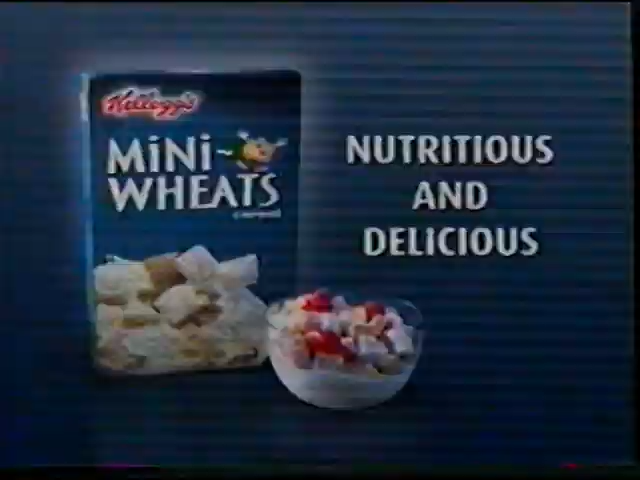 Kellogg's
MiNi-
WHEATS
NUTRITIOUS
AND
DELICIOUS